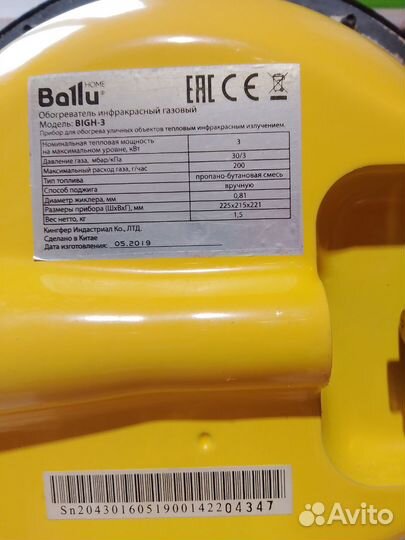 HOME
Ballu®
EAC CE
Обогреватель инфракрасный газовый
Модель: BIGH-3
Прибор для обогрева уличных объектов тепловым инфракрасным излучением.
Номинальная тепловая мощность на максимальном уровне, кВт 3
Давление газа, мбар/кПа 30/3
Максимальный расход газа, г/час 200
Тип топлива пропано-бутановая смесь
Способ поджига вручную
Диаметр жиклера, мм 0,81
Размеры прибора (ШхВхГ), мм 225x215x221
Вес нетто, кг 1,5
Кингфер Индастриал Ко., ЛТД.
Сделано в Китае
Дата изготовления: 05.2019
Sn2043016051900142204347
Avito